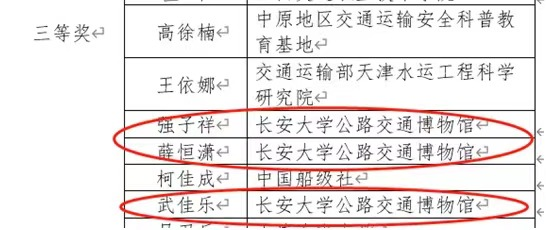 三等奖
高徐楠 中原地区交通运输安全科普教
育基地
王依娜 交通运输部天津水运工程科学
研究院
强子祥 长安大学公路交通博物馆
薛恒潇 长安大学公路交通博物馆
柯佳成 中国船级社
武佳乐 长安大学公路交通博物馆